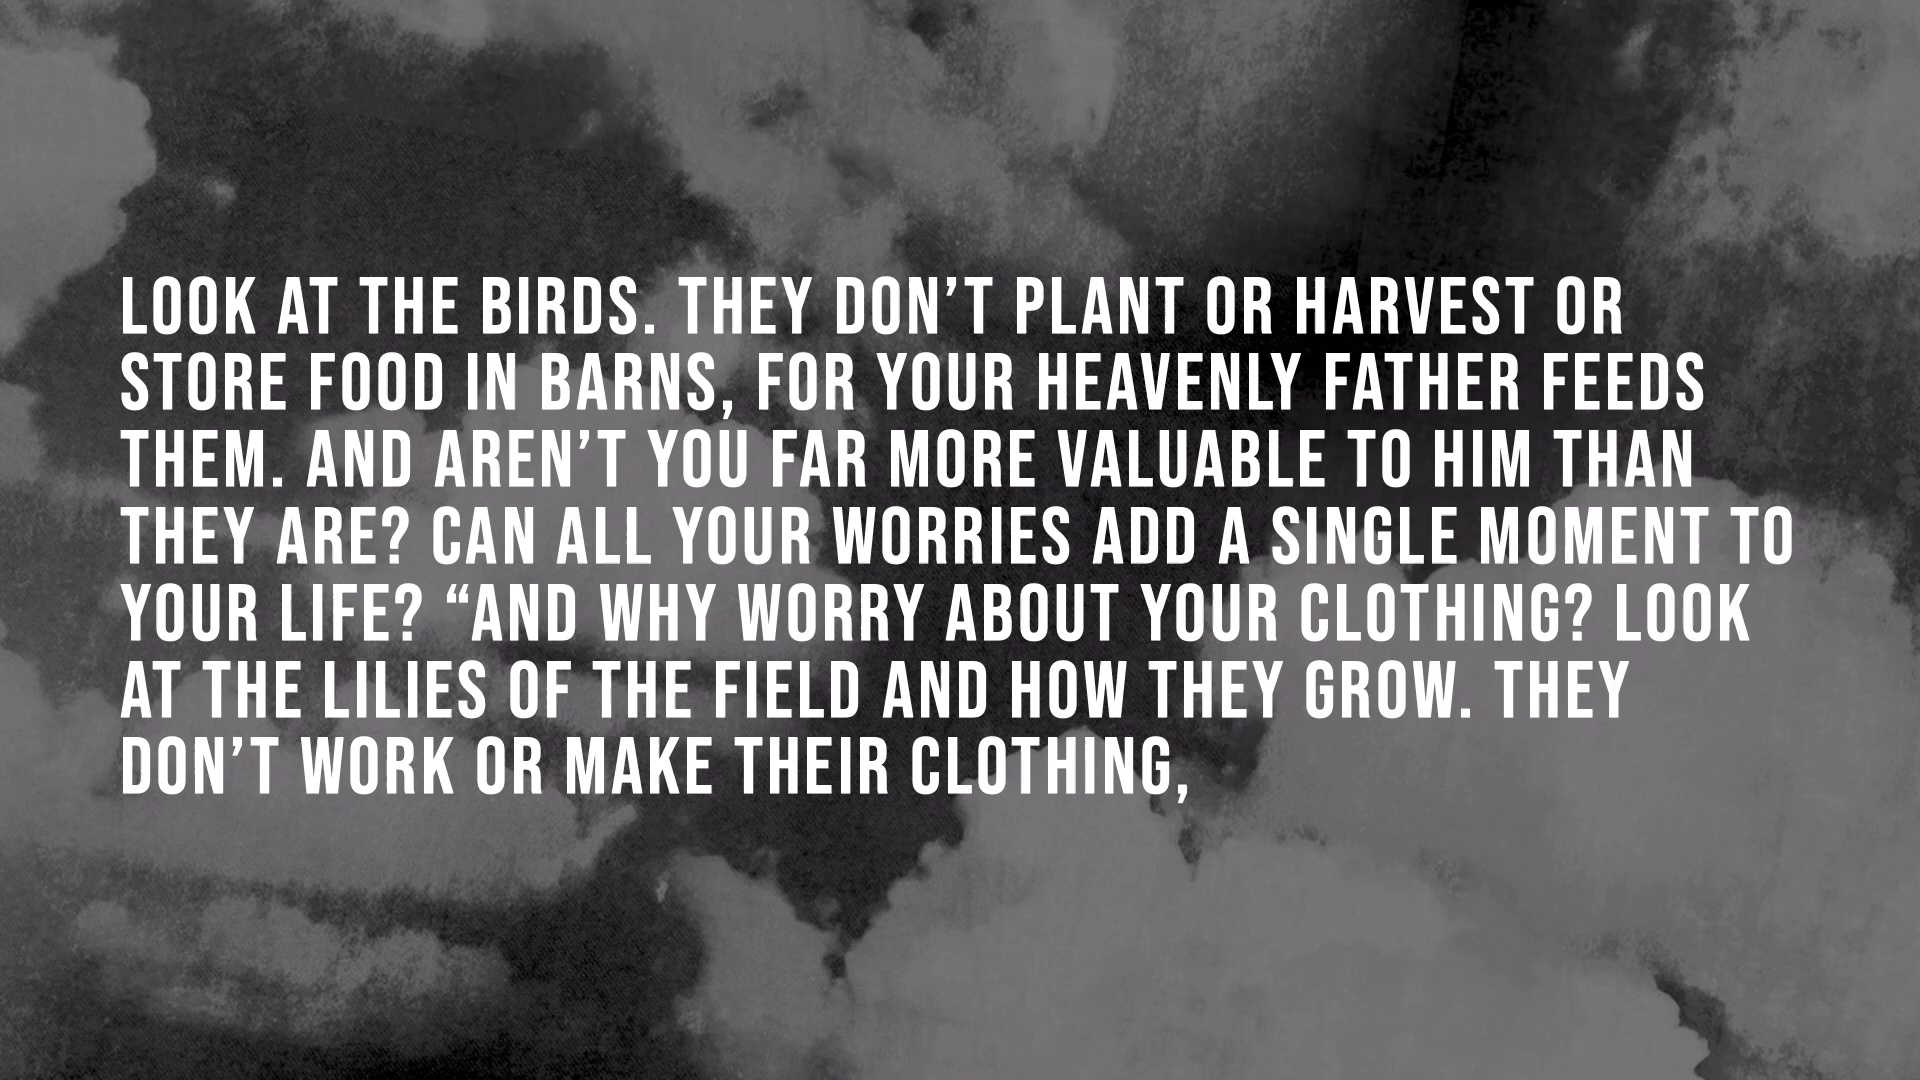 LOOK AT THE BIRDS. THEY DON’T PLANT OR HARVEST OR
STORE FOOD IN BARNS, FOR YOUR HEAVENLY FATHER FEEDS
THEM. AND AREN’T YOU FAR MORE VALUABLE TO HIM THAN
THEY ARE? CAN ALL YOUR WORRIES ADD A SINGLE MOMENT TO
YOUR LIFE? “AND WHY WORRY ABOUT YOUR CLOTHING? LOOK
AT THE LILIES OF THE FIELD AND HOW THEY GROW. THEY
DON’T WORK OR MAKE THEIR CLOTHING,